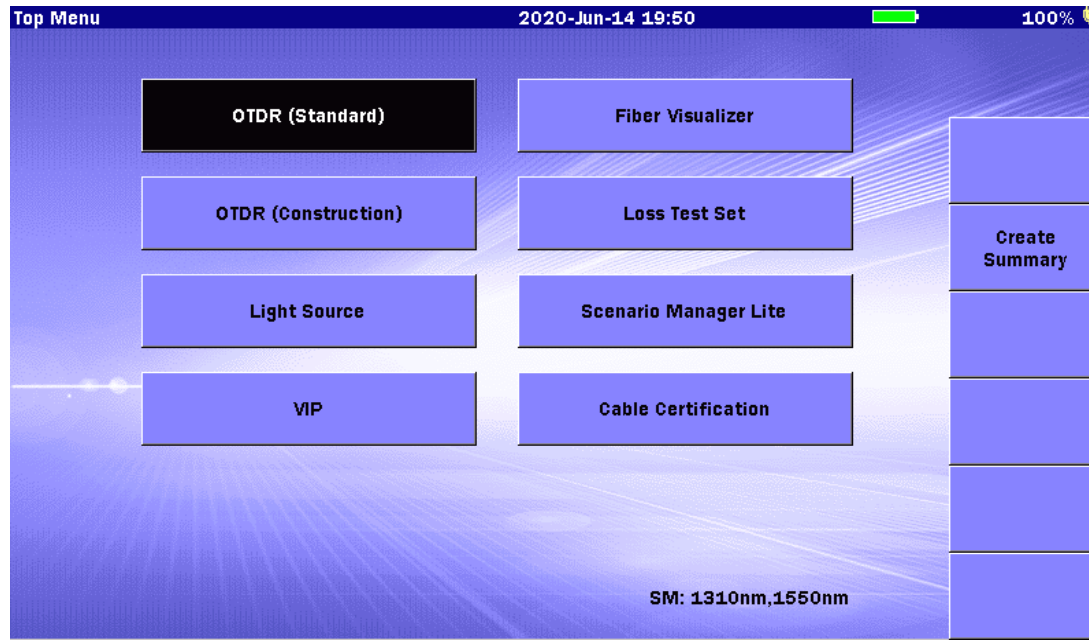 Top Menu 2020-Jun-14 19:50 100%
OTDR (Standard)
Fiber Visualizer
OTDR (Construction)
Loss Test Set
Create
Summary
Light Source
Scenario Manager Lite
VIP
Cable Certification
SM: 1310nm,1550nm